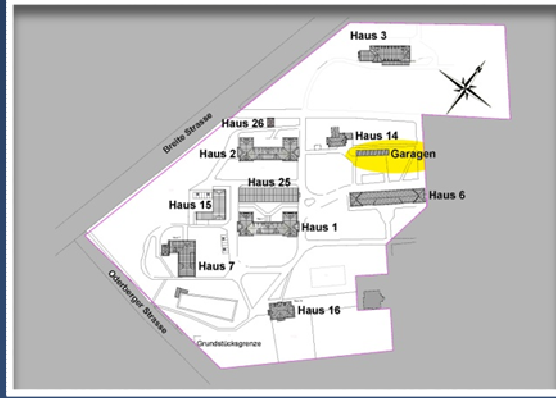 Haus 3
Breite Strasse
Haus 26
Haus 14
Haus 2
Garagen
Haus 25
Haus 6
Haus 15
Haus 1
Haus 7
Oderberger Strasse
Haus 16
Grundstücksgrenze